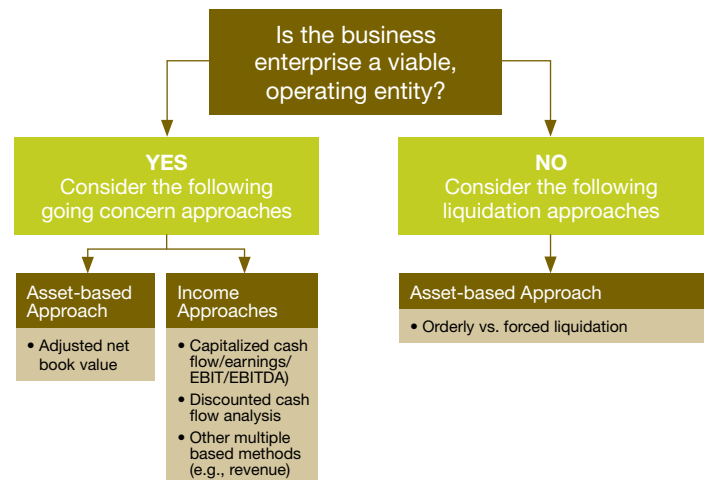 Is the business
enterprise a viable,
operating entity?
YES
Consider the following
going concern approaches
NO
Consider the following
liquidation approaches
Asset-based
Approach
• Adjusted net
book value
Income
Approaches
• Capitalized cash
flow/earnings/
EBIT/EBITDA)
• Discounted cash
flow analysis
• Other multiple
based methods
(e.g., revenue)
Asset-based Approach
• Orderly vs. forced liquidation